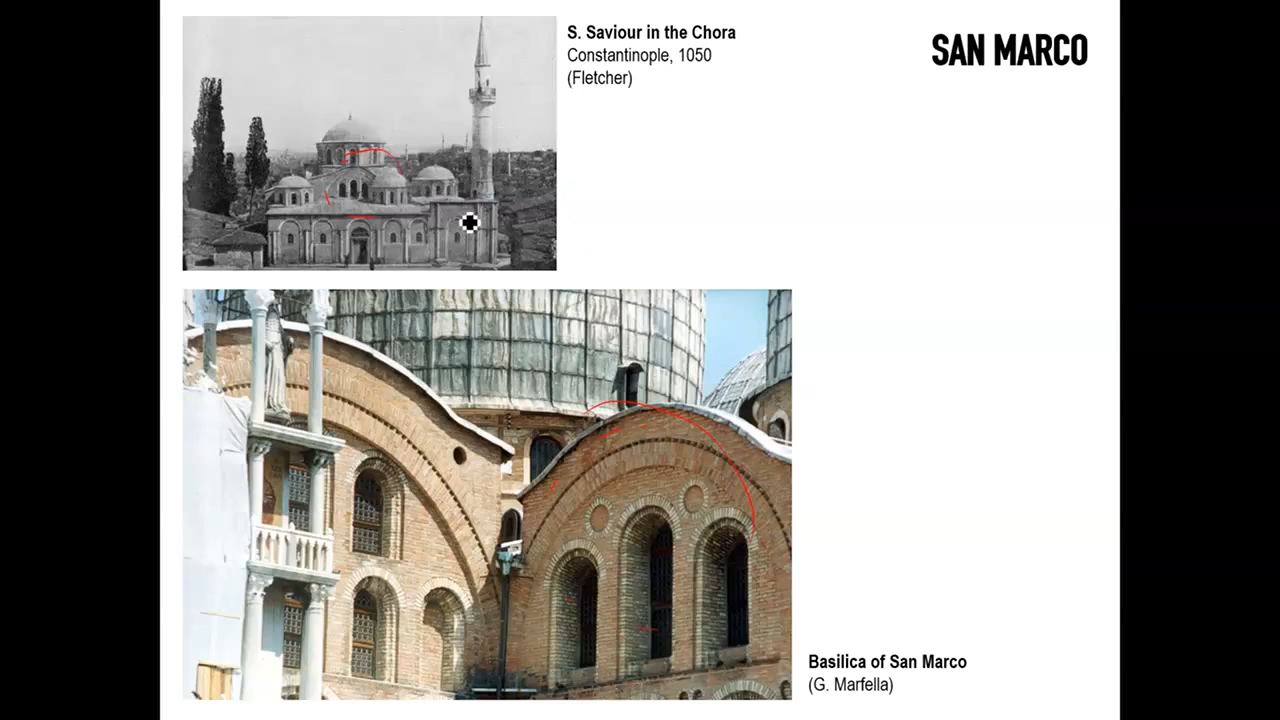 S. Saviour in the Chora
Constantinople, 1050
(Fletcher)
SAN MARCO
Basilica of San Marco
(G. Marfella)